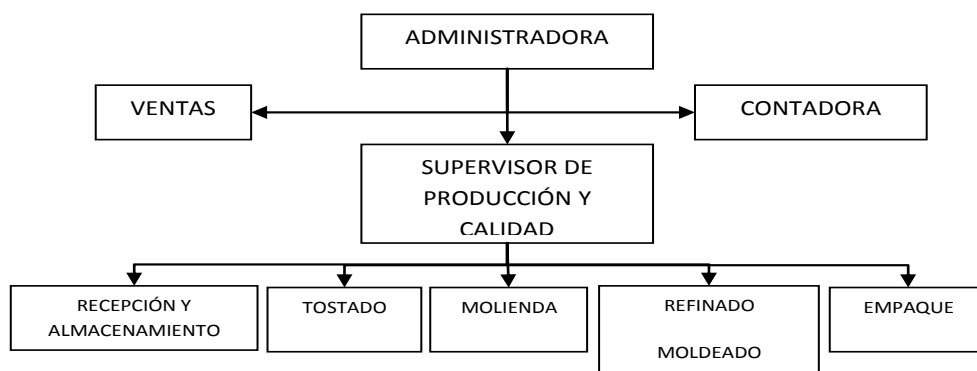 ADMINISTRADORA
VENTAS
CONTADORA
SUPERVISOR DE
PRODUCCIÓN Y
CALIDAD
RECEPCIÓN Y
ALMACENAMIENTO
TOSTADO
MOLIENDA
REFINADO
MOLDEADO
EMPAQUE